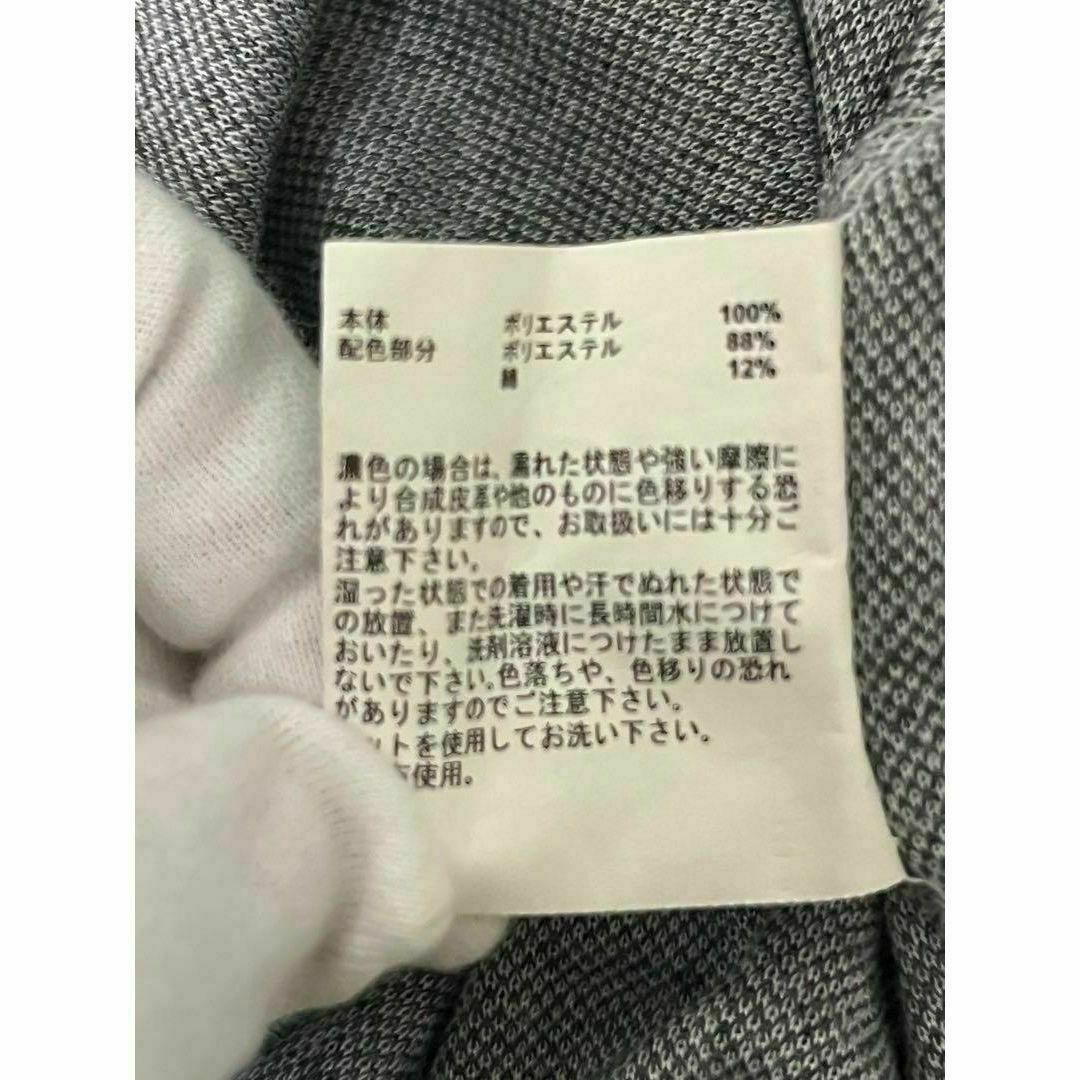 本体 ポリエステル 100%
配色部分 ポリエステル 88%
綿 12%
濃色の場合は、濡れた状態や強い摩擦に
より合成皮革や他のものに色移りする恐
れがありますので、お取扱いには十分ご
注意下さい。
湿った状態での着用や汗でぬれた状態で
の放置、また洗濯時に長時間水につけて
おいたり、洗剤溶液につけたまま放置し
ないで下さい。色落ちや、色移りの恐れ
がありますのでご注意下さい。
ットを使用してお洗い下さい。
使用。